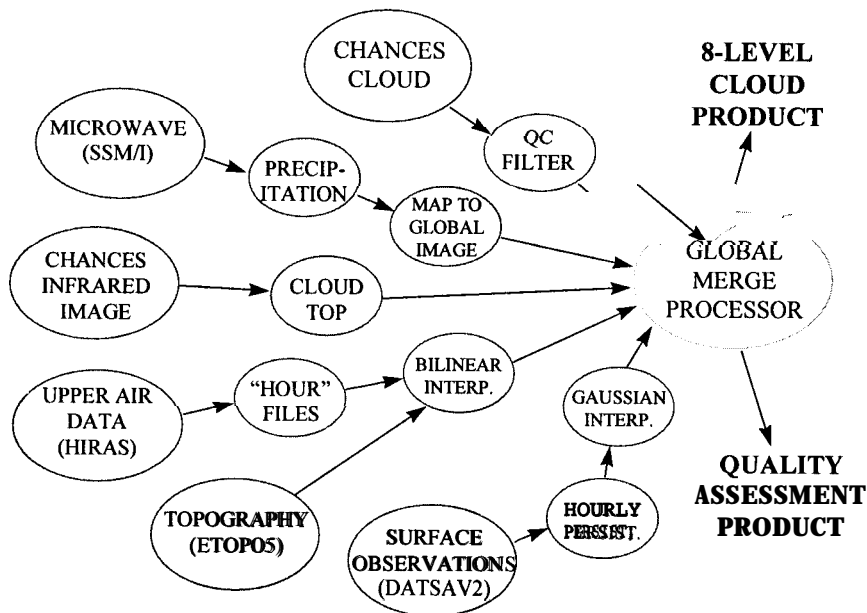 CHANCES
CLOUD
8-LEVEL
CLOUD
PRODUCT
MICROWAVE
(SSM/I)
QC
FILTER
PRECIP-
ITATION
MAP TO
GLOBAL
IMAGE
CHANCES
INFRARED
IMAGE
CLOUD
TOP
GLOBAL
MERGE
PROCESSOR
UPPER AIR
DATA
(HIRAS)
“HOUR”
FILES
BILINEAR
INTERP.
GAUSSIAN
INTERP.
TOPOGRAPHY
(ETOPO5)
SURFACE
OBSERVATIONS
(DATSAV2)
HOURLY
PERSIST.
QUALITY
ASSESSMENT
PRODUCT